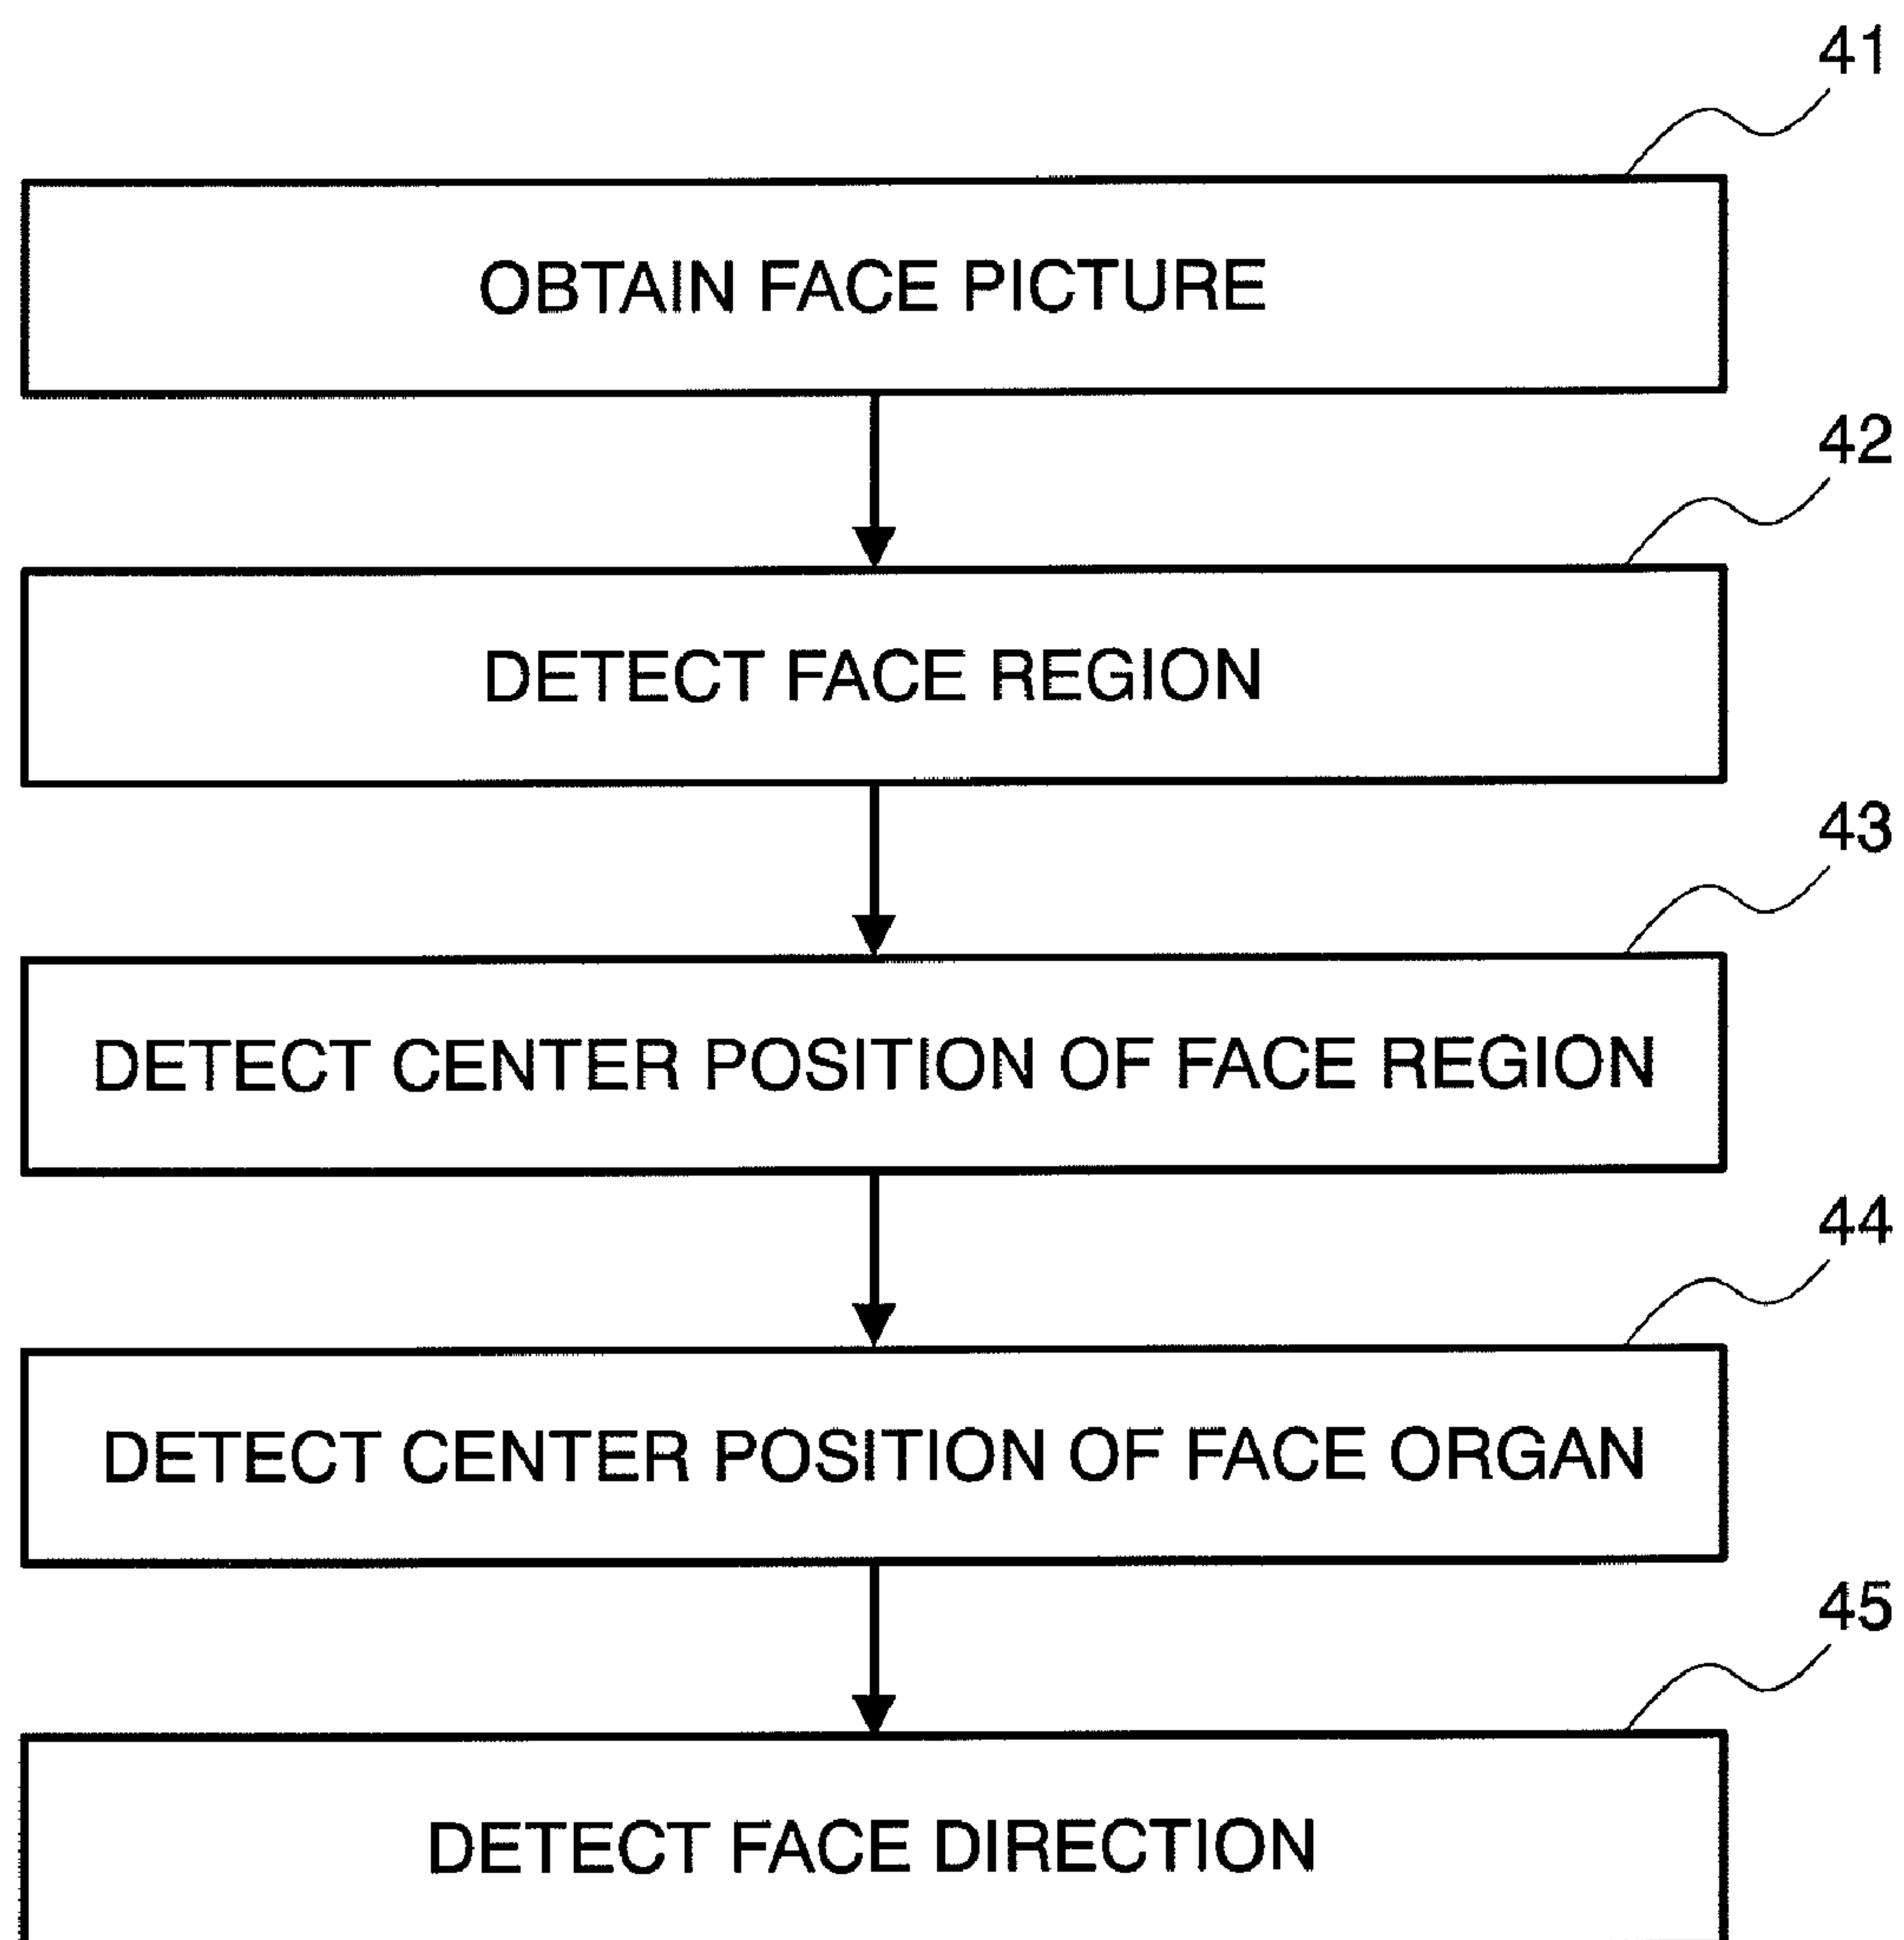 41
OBTAIN FACE PICTURE
42
DETECT FACE REGION
43
DETECT CENTER POSITION OF FACE REGION
44
DETECT CENTER POSITION OF FACE ORGAN
45
DETECT FACE DIRECTION